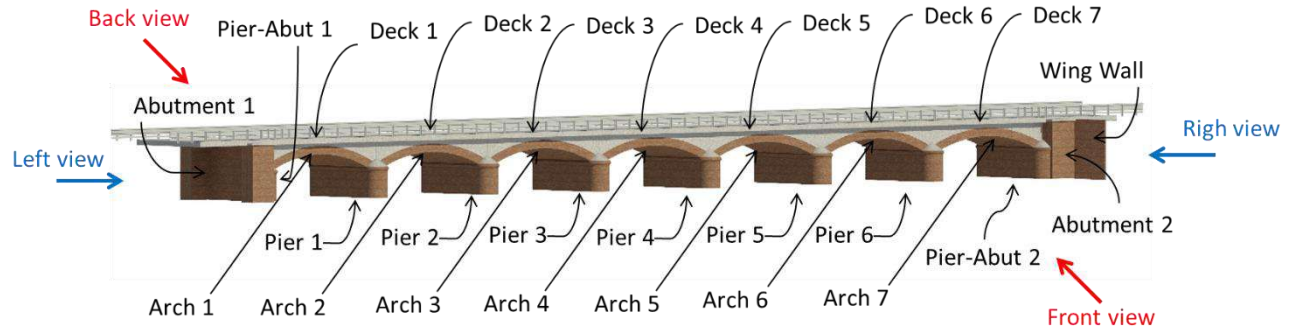 Back view
Pier-Abut 1
Deck 1
Deck 2
Deck 3
Deck 4
Deck 5
Deck 6
Deck 7
Wing Wall
Abutment 1
Left view
Righ view
Pier 1
Pier 2
Pier 3
Pier 4
Pier 5
Pier 6
Abutment 2
Pier-Abut 2
Arch 1
Arch 2
Arch 3
Arch 4
Arch 5
Arch 6
Arch 7
Front view